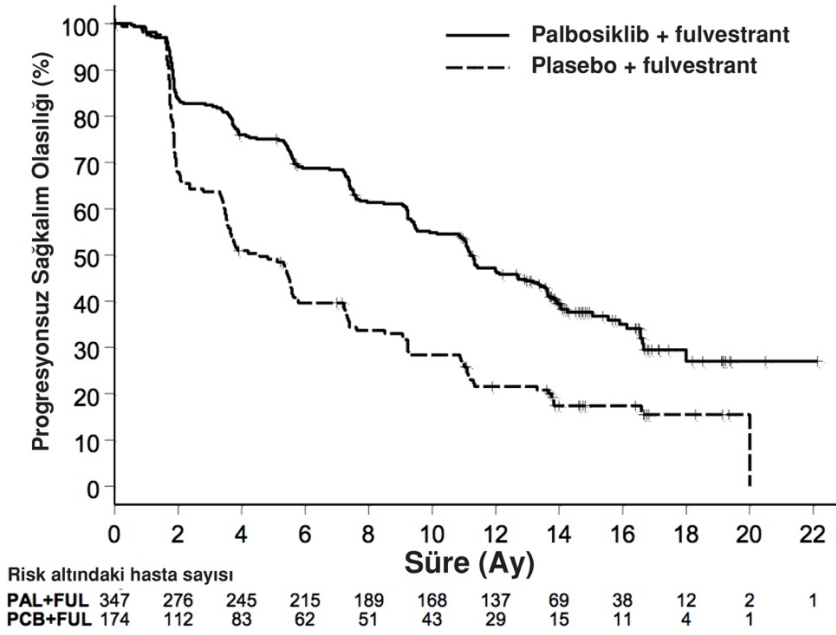 Palbosiklib + fulvestrant
Plasebo + fulvestrant
Progresyonsuz Sağkalım Olasılığı (%)
100
90
80
70
60
50
40
30
20
10
0
0 2 4 6 8 10 12 14 16 18 20 22
Süre (Ay)
Risk altındaki hasta sayısı
PAL+FUL 347 276 245 215 189 168 137 69 38 12 2 1
PCB+FUL 174 112 83 62 51 43 29 15 11 4 1